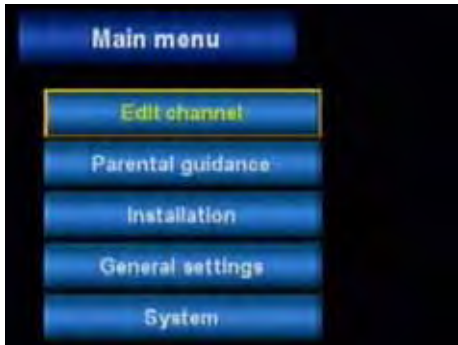 Main menu
Edit channel
Parental guidance
Installation
General settings
System